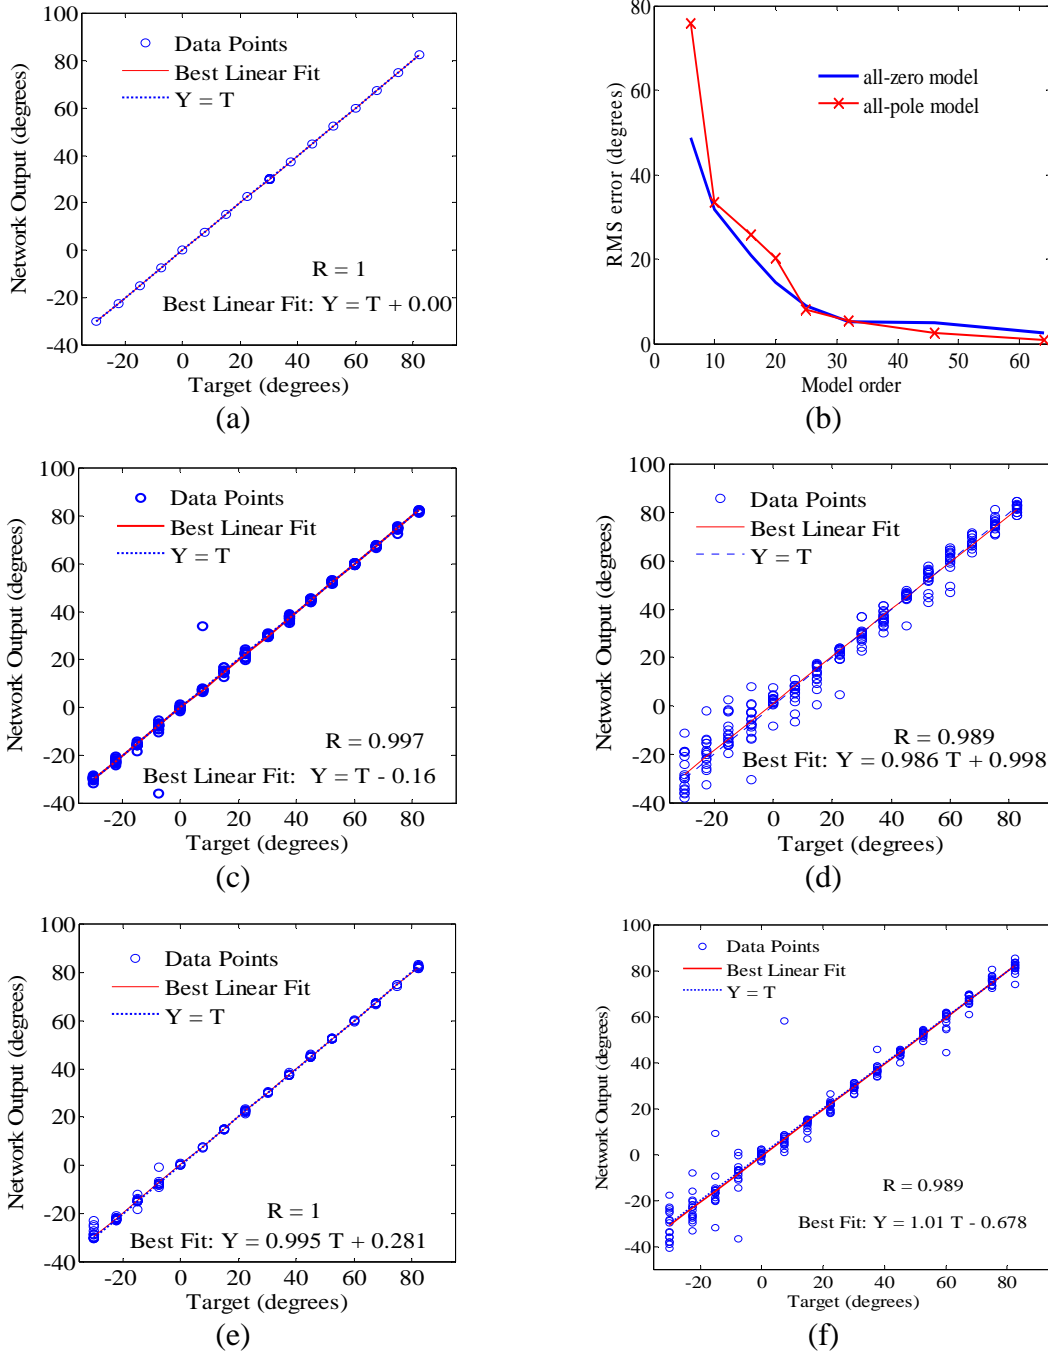 100
80
60
40
20
0
-20
-40
-20
0
20
40
60
80
Network Output (degrees)
Target (degrees)
Data Points
Best Linear Fit
Y = T
R = 1
Best Linear Fit: Y = T + 0.00
(a)
80
60
40
20
0
0
10
20
30
40
50
60
RMS error (degrees)
Model order
all-zero model
all-pole model
(b)
100
80
60
40
20
0
-20
-40
-20
0
20
40
60
80
Network Output (degrees)
Target (degrees)
Data Points
Best Linear Fit
Y = T
R = 0.997
Best Linear Fit: Y = T - 0.16
(c)
100
80
60
40
20
0
-20
-40
-20
0
20
40
60
80
Network Output (degrees)
Target (degrees)
Data Points
Best Linear Fit
Y = T
R = 0.989
Best Fit: Y = 0.986 T + 0.998
(d)
100
80
60
40
20
0
-20
-40
-20
0
20
40
60
80
Network Output (degrees)
Target (degrees)
Data Points
Best Linear Fit
Y = T
R = 1
Best Fit: Y = 0.995 T + 0.281
(e)
100
80
60
40
20
0
-20
-40
-20
0
20
40
60
80
Network Output (degrees)
Target (degrees)
Data Points
Best Linear Fit
Y = T
R = 0.989
Best Fit: Y = 1.01 T - 0.678
(f)